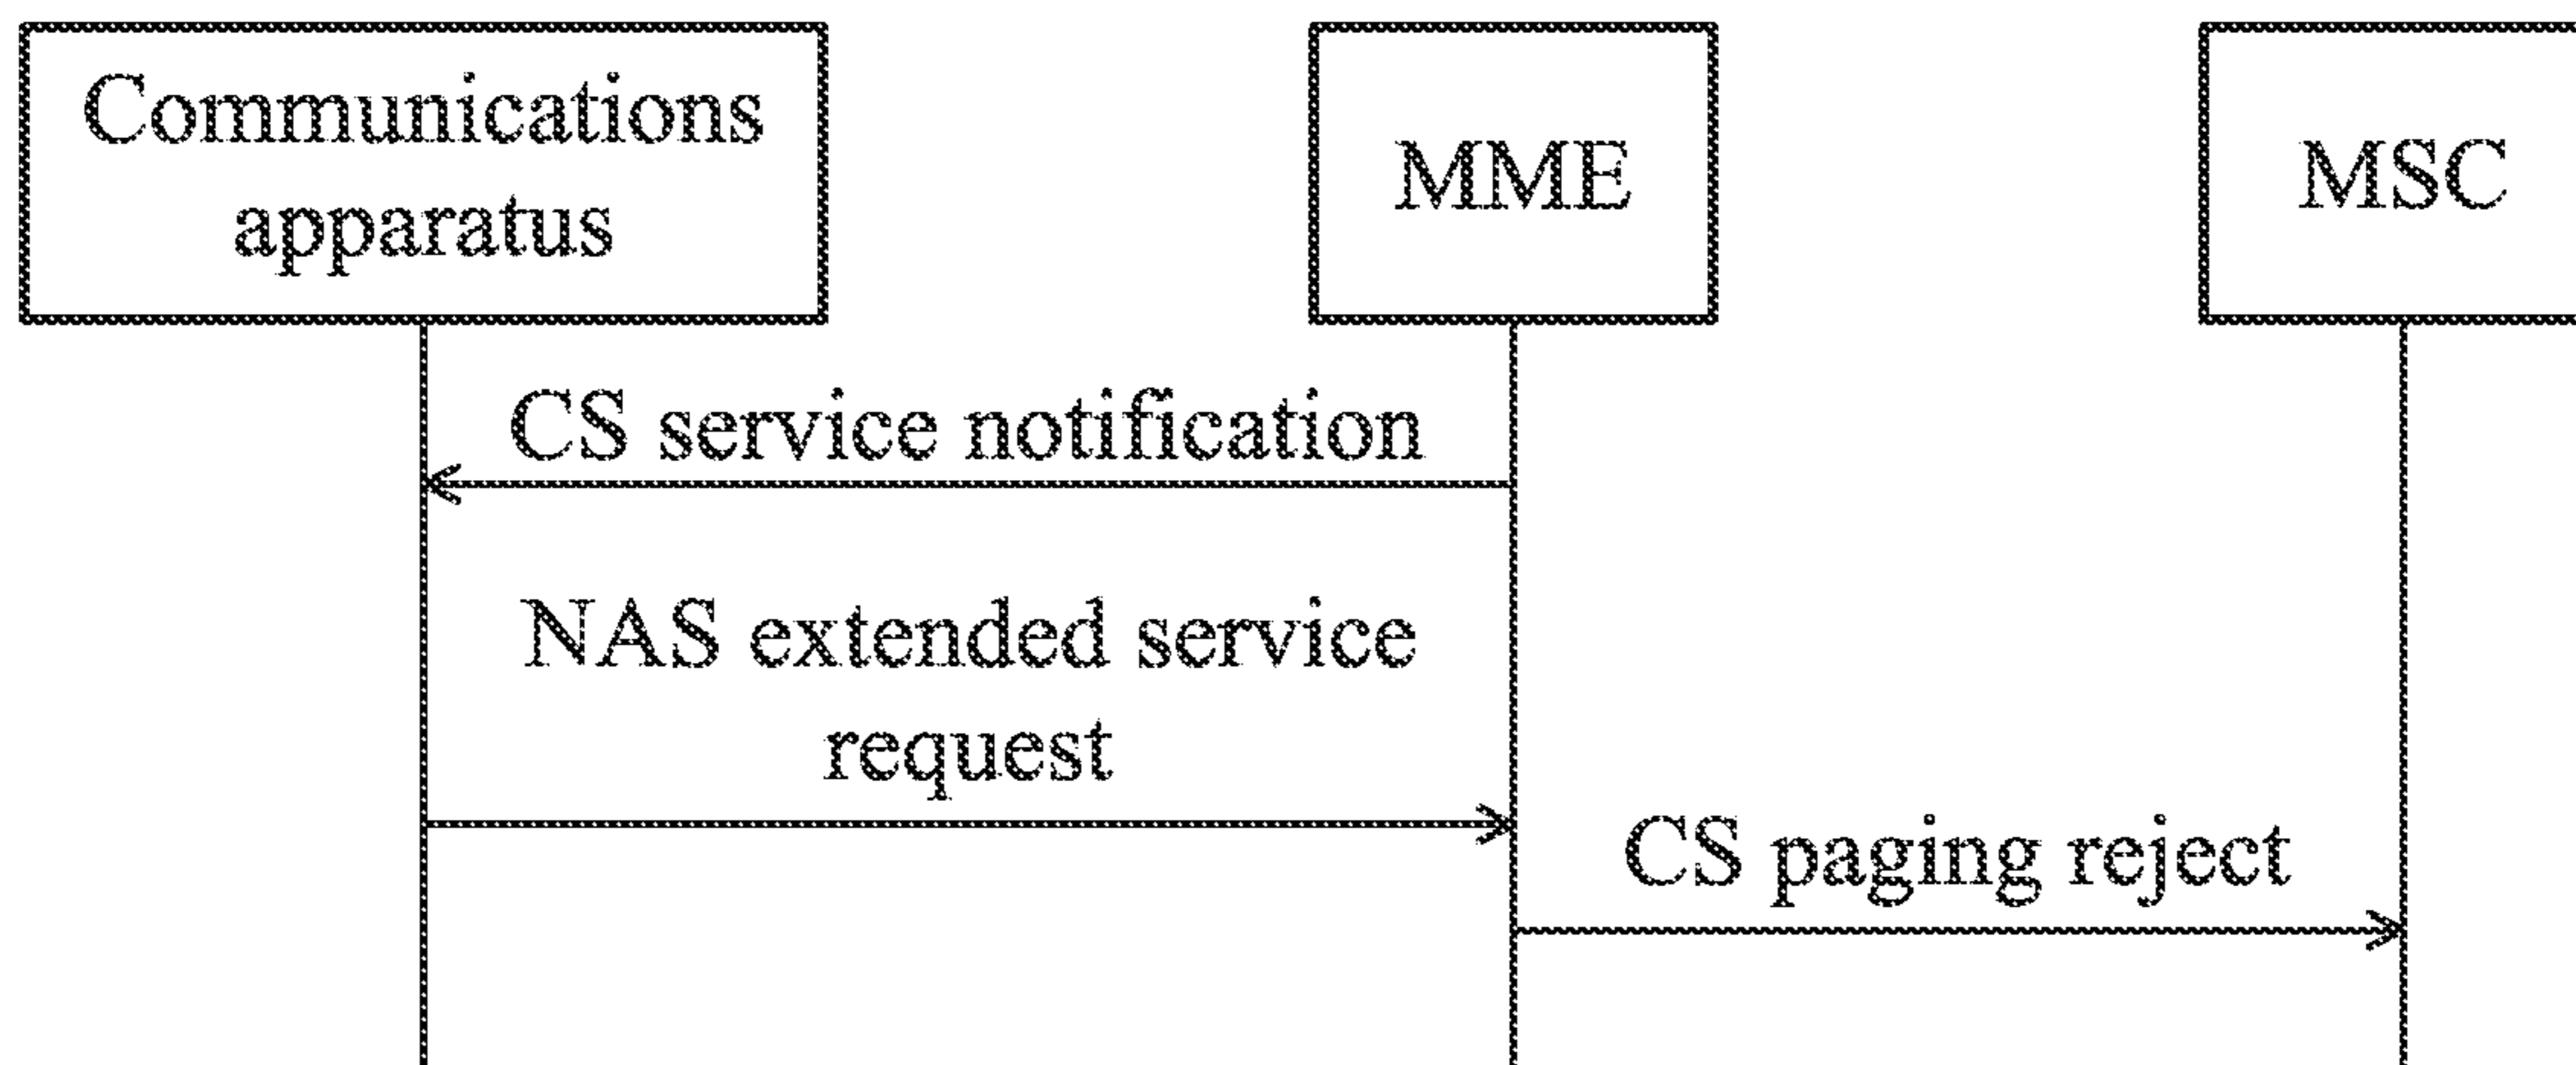 Communications
apparatus
MME
MSC
CS service notification
NAS extended service
request
CS paging reject